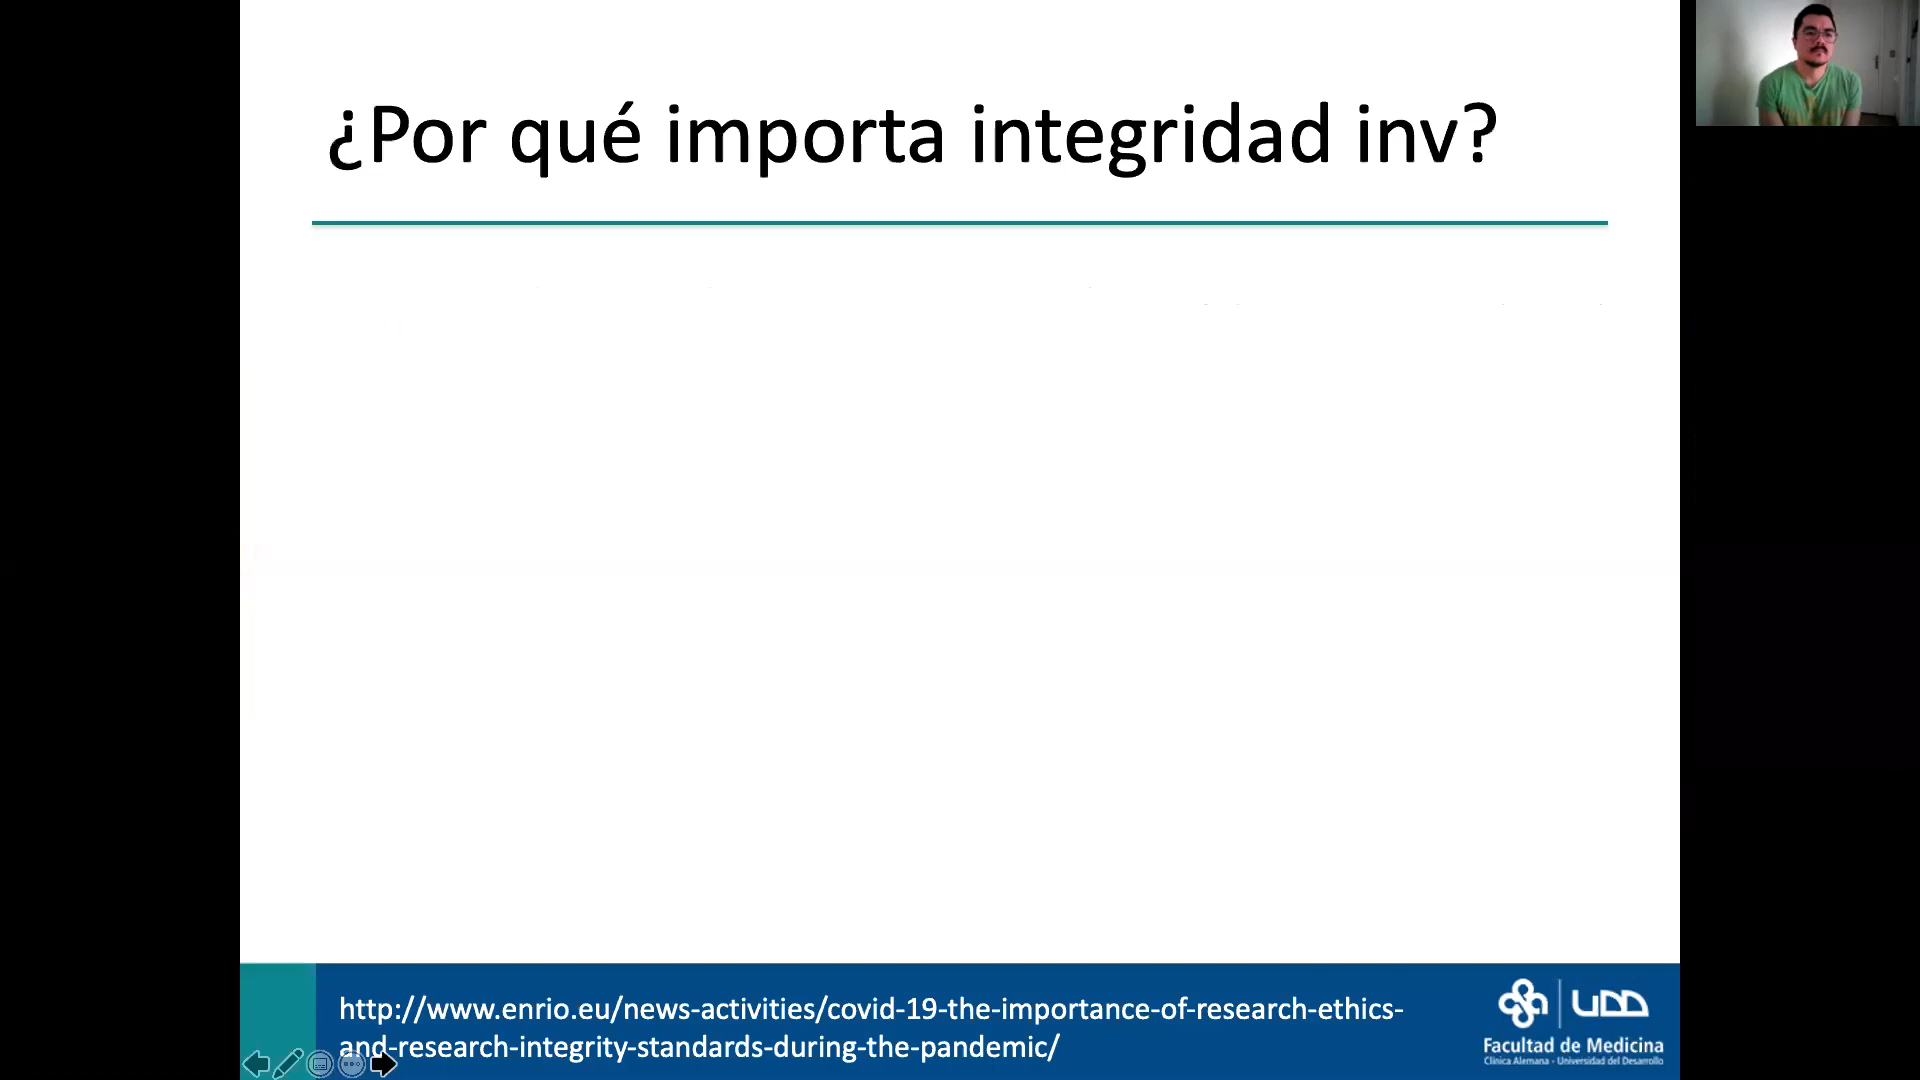 ¿Por qué importa integridad inv?
http://www.enrio.eu/news-activities/covid-19-the-importance-of-research-ethics-
and-research-integrity-standards-during-the-pandemic/
UDD
Facultad de Medicina
Clínica Alemana - Universidad del Desarrollo